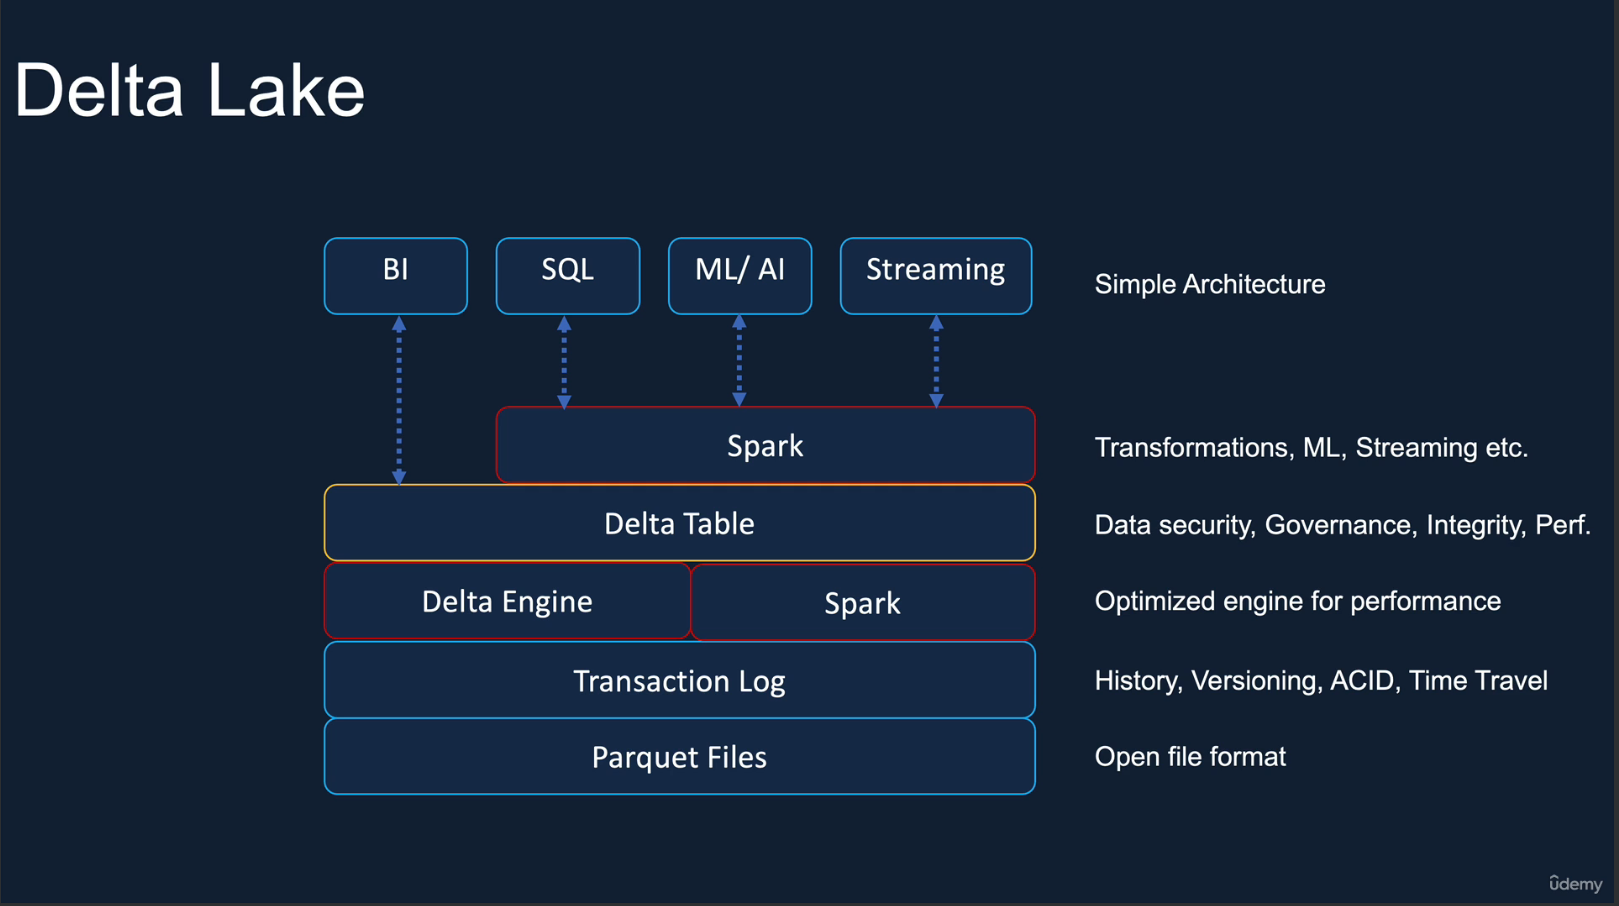 Delta Lake
BI
SQL
ML/ AI
Streaming
Simple Architecture
Spark
Transformations, ML, Streaming etc.
Delta Table
Data security, Governance, Integrity, Perf.
Delta Engine
Spark
Optimized engine for performance
Transaction Log
History, Versioning, ACID, Time Travel
Parquet Files
Open file format
ûdemy